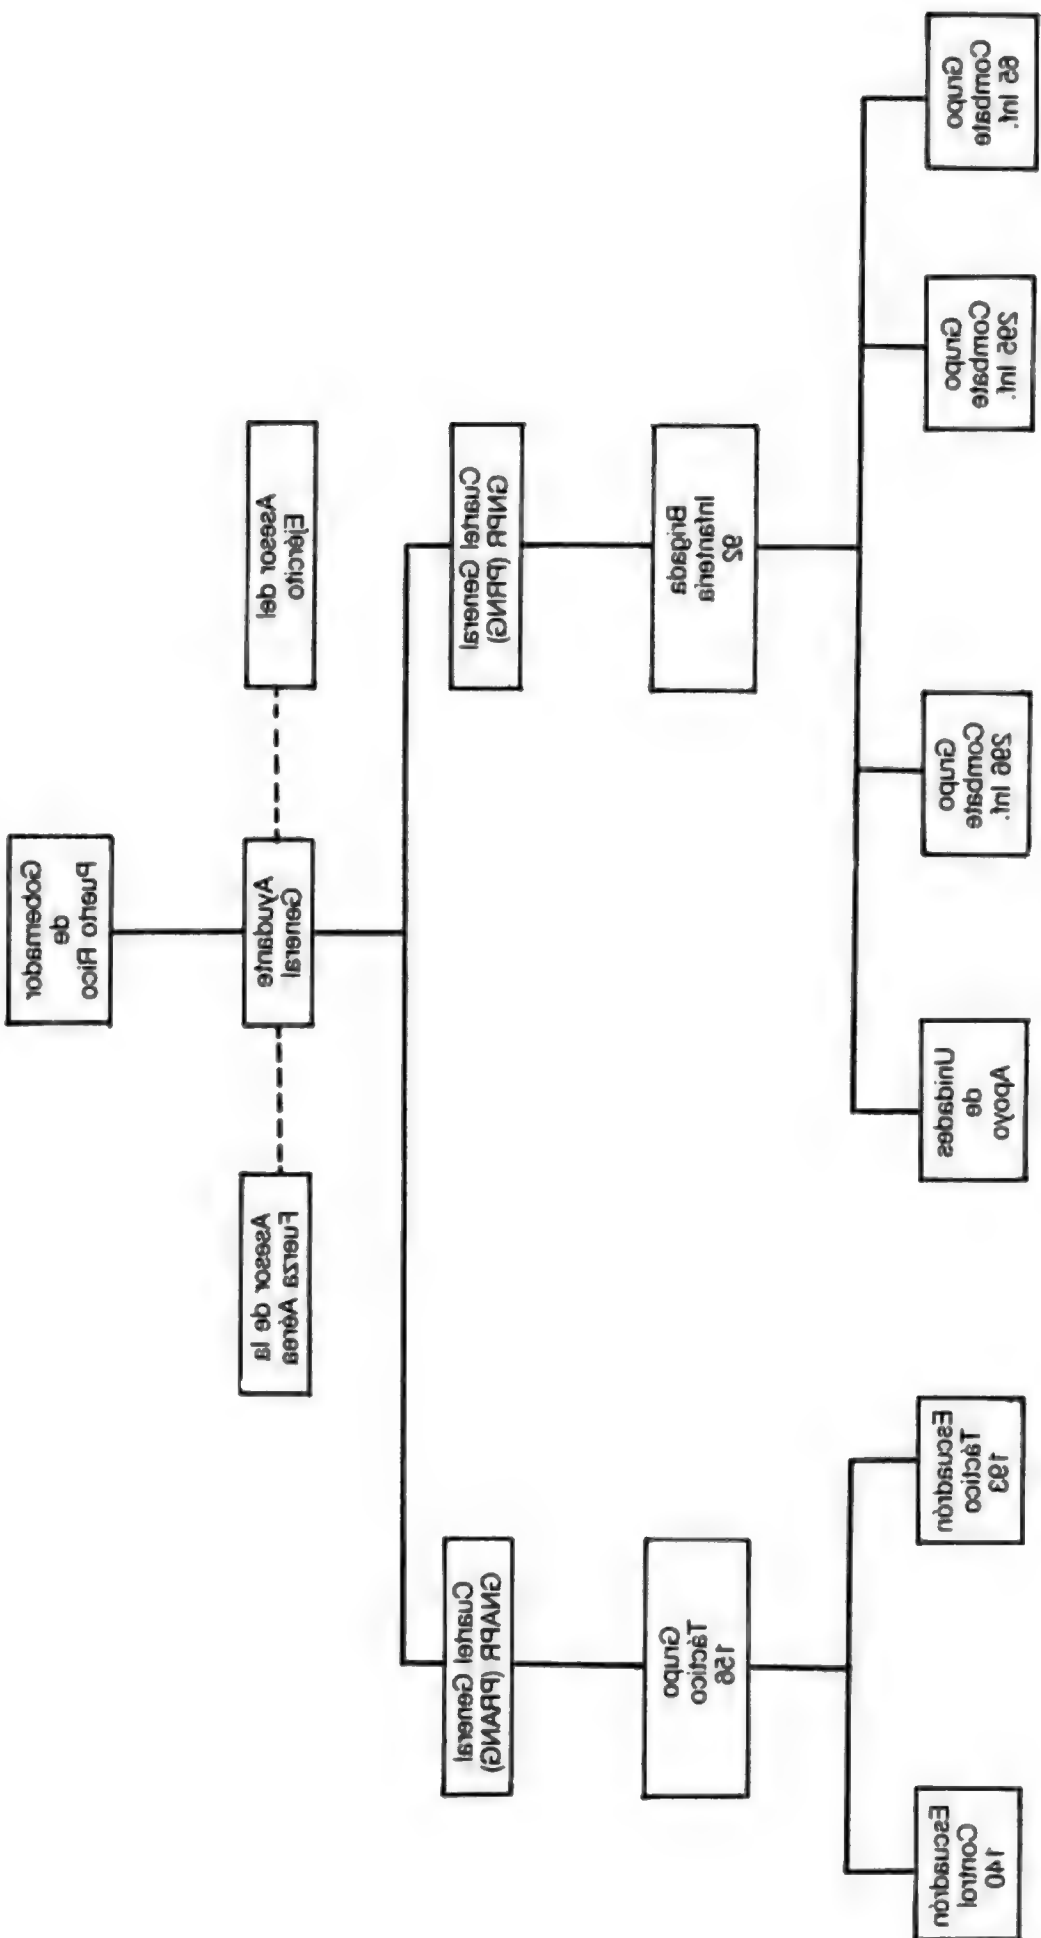 Gobernador
de
Puerto Rico
Asesor del
Ejército
Ayudante
General
Asesor de la
Fuerza Aérea
Cuartel General
GNPR (PRNG)
Cuartel General
GNAPR (PRANG)
Brigada
Infantería
92
Grupo
Táctico
156
Grupo
Combate
65 Inf.
Grupo
Combate
295 Inf.
Grupo
Combate
296 Inf.
Unidades
de
Apoyo
Escuadrón
Táctico
193
Escuadrón
Control
140